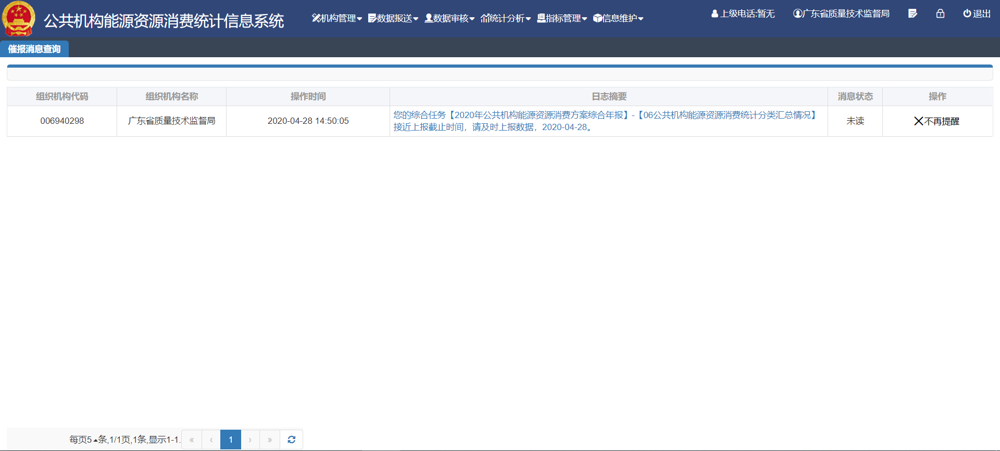 公共机构能源资源消费统计信息系统
机构管理 数据报送 数据审核 统计分析 指标管理 信息维护
上级电话:暂无 广东省质量技术监督局 退出
催报消息查询
组织机构代码 组织机构名称 操作时间 日志摘要 消息状态 操作
006940298 广东省质量技术监督局 2020-04-28 14:50:05 您的综合任务【2020年公共机构能源资源消费方案综合年报】-【06公共机构能源资源消费统计分类汇总情况】 未读 不再提醒
接近上报截止时间，请及时上报数据，2020-04-28。
每页5条,1/1页,1条,显示1-1. « ‹ 1 › »